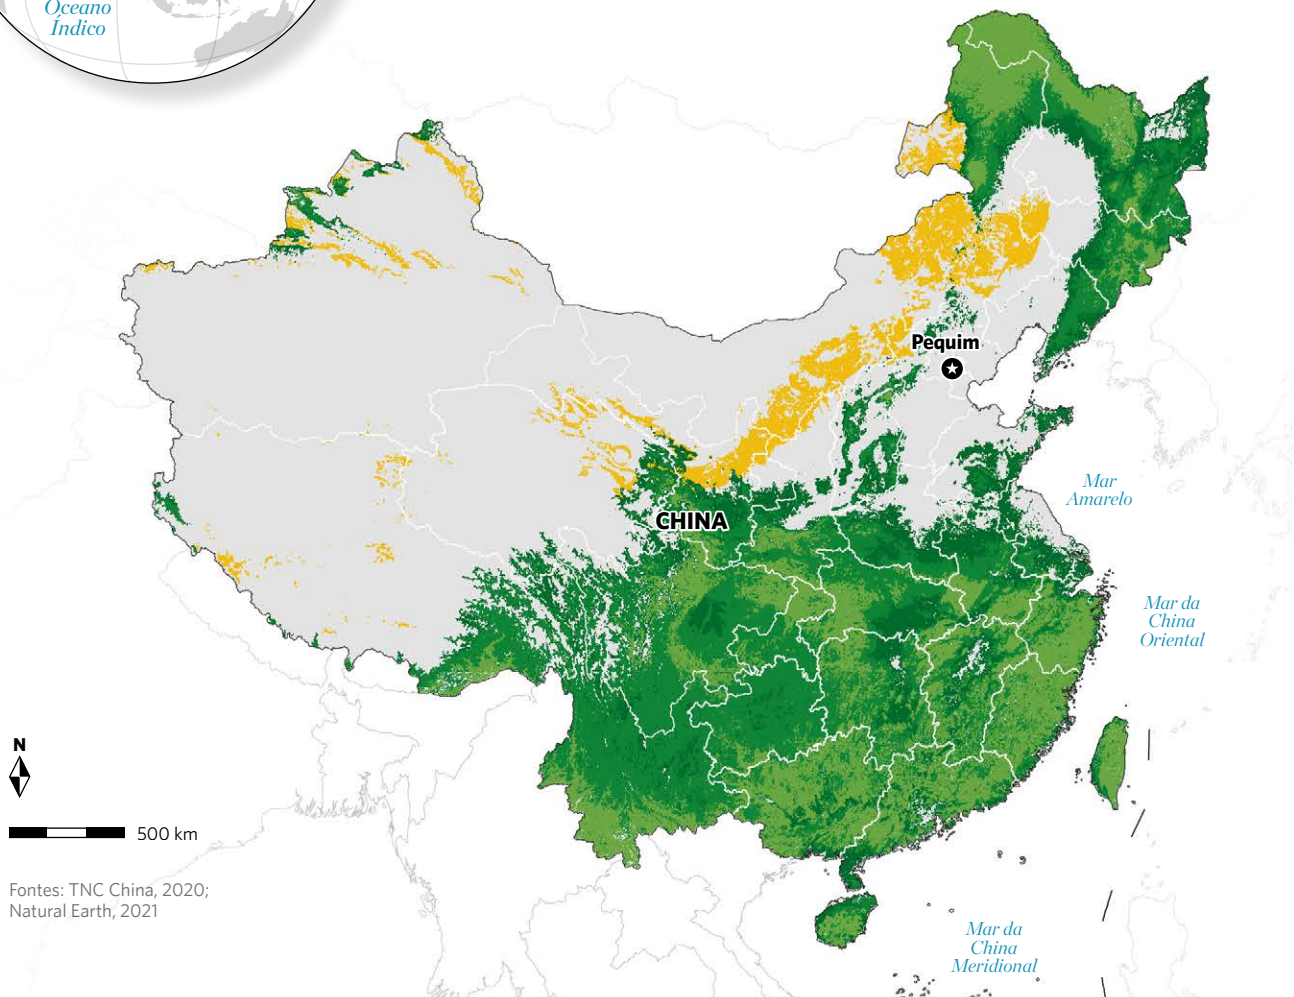 Oceano
Índico
Pequim
CHINA
Mar
Amarelo
Mar da
China
Oriental
N
500 km
Fontes: TNC China, 2020;
Natural Earth, 2021
Mar da
China
Meridional